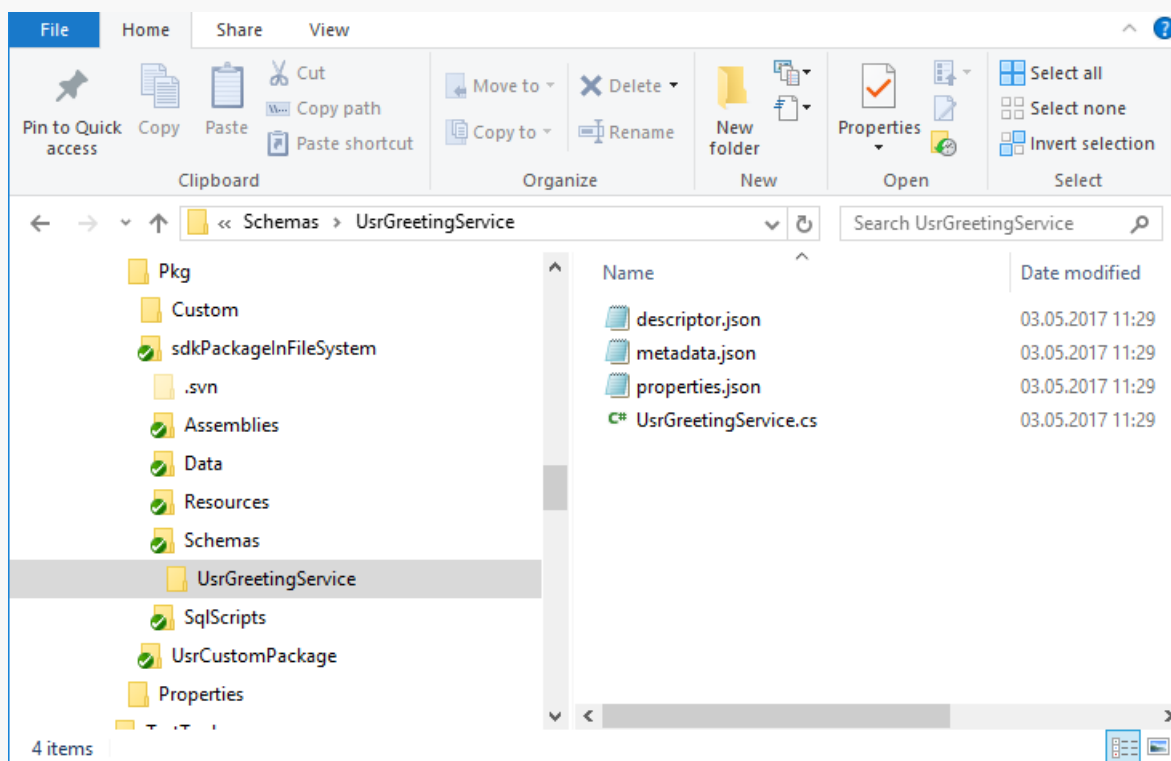 File Home Share View
Pin to Quick access
Copy
Paste
Cut
Copy path
Paste shortcut
Clipboard
Move to
Copy to
Delete
Rename
Organize
New folder
New
Properties
Open
Select all
Select none
Invert selection
Select
« Schemas > UsrGreetingService
Search UsrGreetingService
Pkg
Custom
sdkPackageInFileSystem
.svn
Assemblies
Data
Resources
Schemas
UsrGreetingService
SqlScripts
UsrCustomPackage
Properties
Name Date modified
descriptor.json 03.05.2017 11:29
metadata.json 03.05.2017 11:29
properties.json 03.05.2017 11:29
C# UsrGreetingService.cs 03.05.2017 11:29
4 items